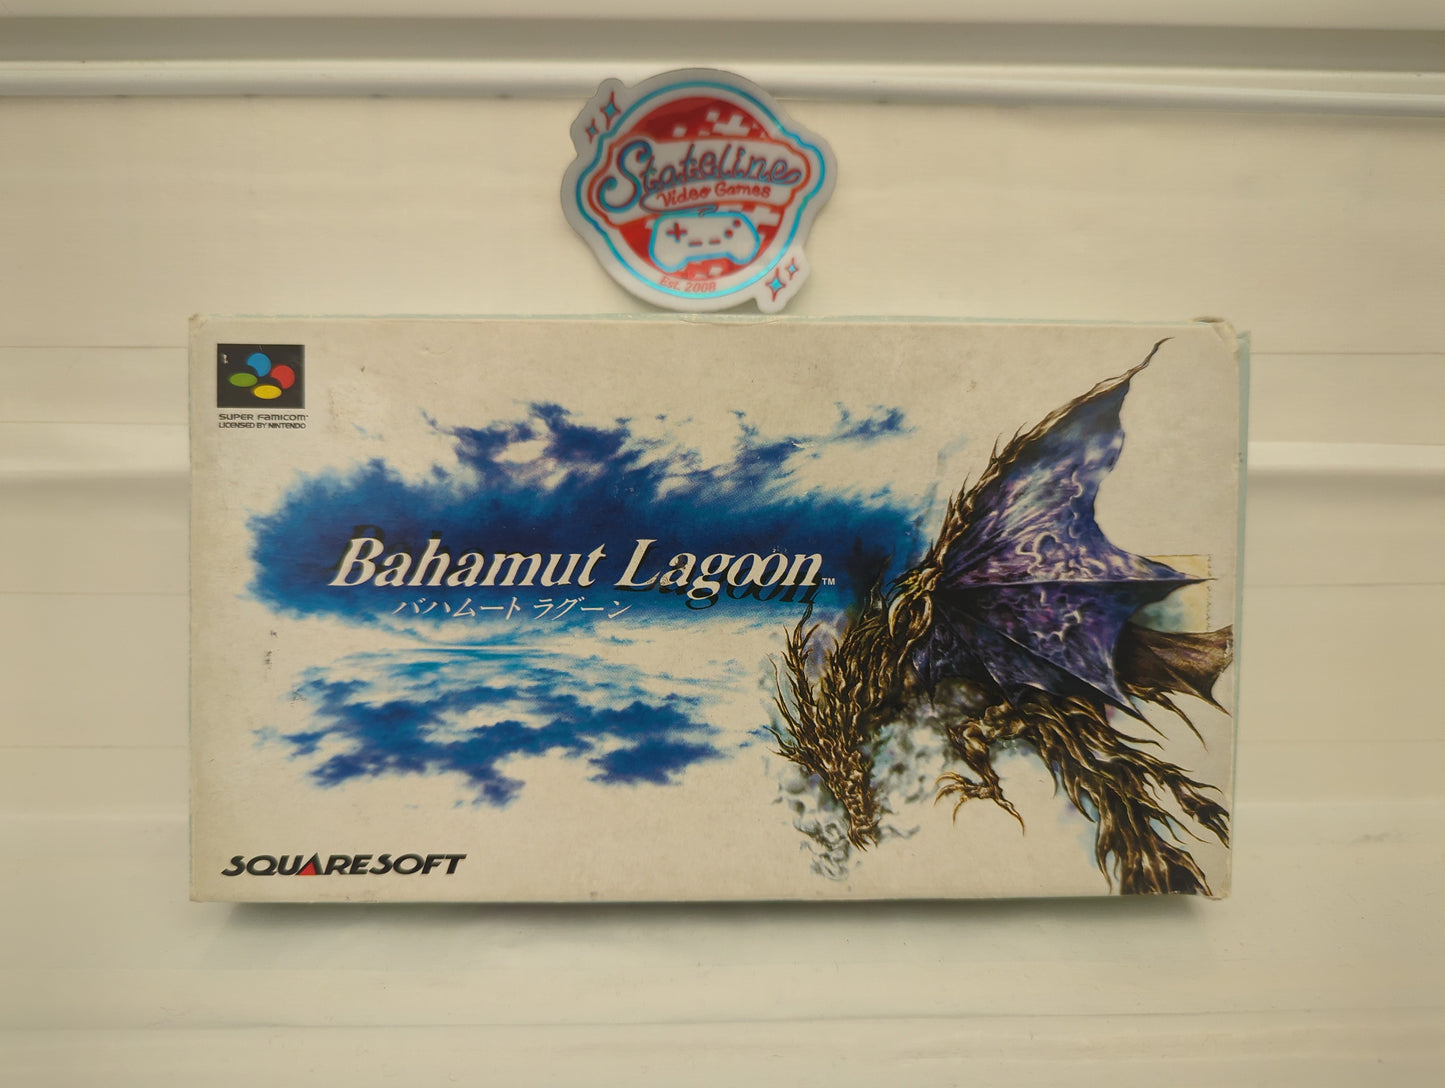 Stateline
Video Games
Est. 2008
SUPER FAMICOM
LICENSED BY NINTENDO
Bahamut Lagoon™
バハムート ラグーン
SQUARESOFT